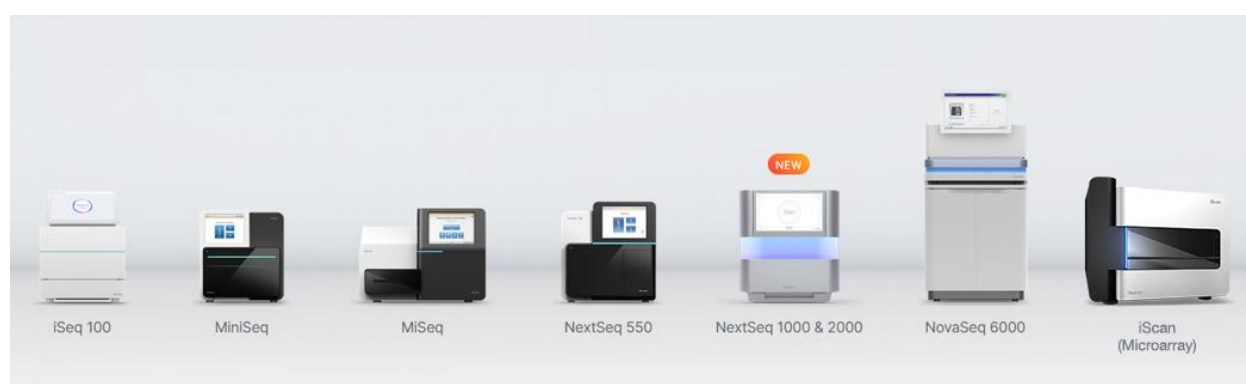 NEW
iSeq 100
MiniSeq
MiSeq
NextSeq 550
NextSeq 1000 & 2000
NovaSeq 6000
iScan
(Microarray)